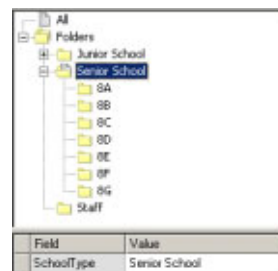 All
Folders
Junior School
Senior School
8A
8B
8C
8D
8E
8F
8G
Staff
Field Value
SchoolType Senior School